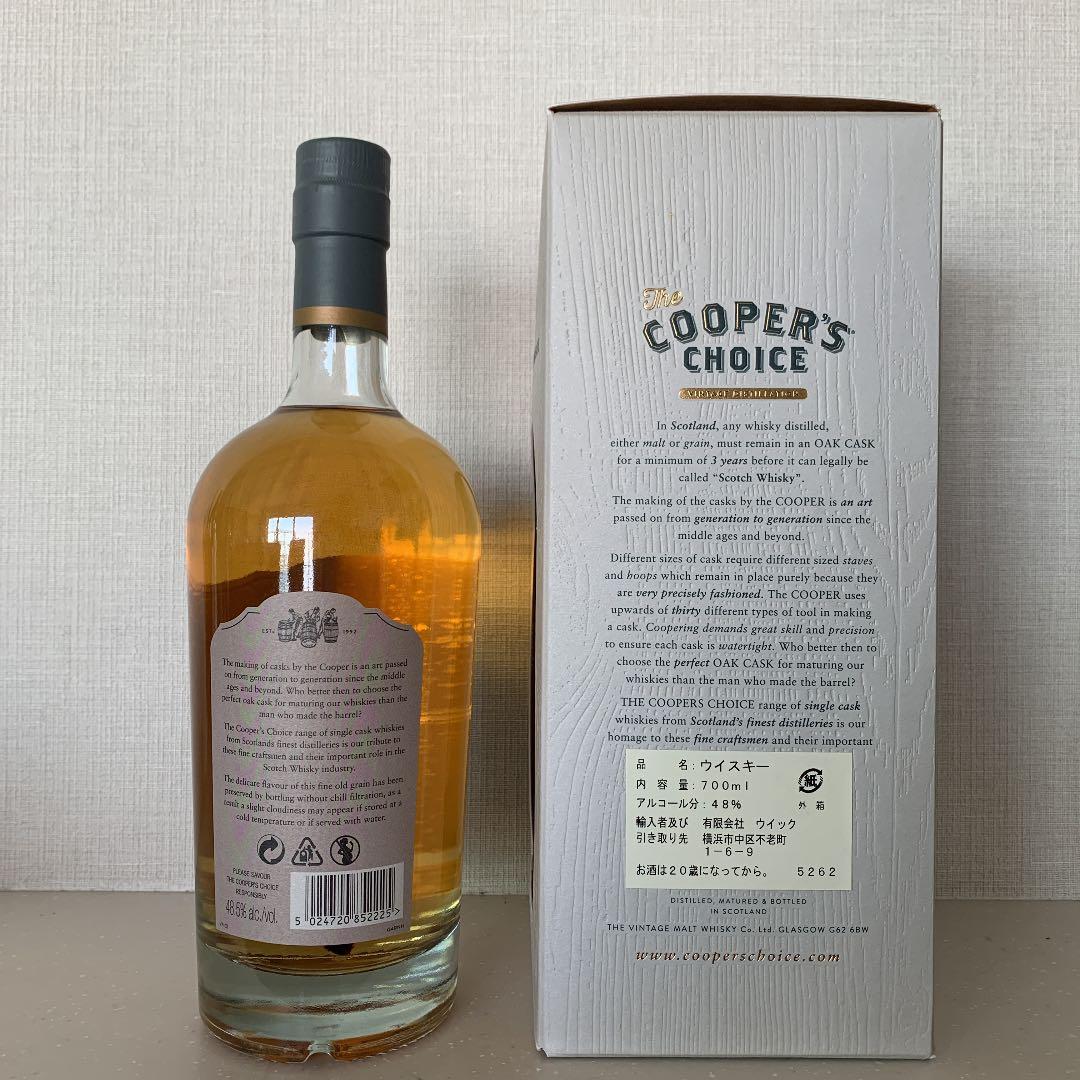 EST. 1992
The making of casks by the Cooper is an art passed
on from generation to generation since the middle
ages and beyond. Who better then to choose the
perfect oak cask for maturing our whiskies than the
man who made the barrel?
The Cooper's Choice range of single cask whiskies
from Scotlands finest distilleries is our tribute to
these fine craftsmen and their important role in the
Scotch Whisky industry.
The delicate flavour of this fine old grain has been
preserved by bottling without chill filtration, as a
result a slight cloudiness may appear if stored at a
cold temperature or if served with water.
PLEASE SAVOUR
THE COOPER'S CHOICE
RESPONSIBLY
48.5% alc./vol.
5 024720 852225>
The
COOPER'S
CHOICE
VINTAGE DISTILLATION
In Scotland, any whisky distilled,
either malt or grain, must remain in an OAK CASK
for a minimum of 3 years before it can legally be
called “Scotch Whisky”.
The making of the casks by the COOPER is an art
passed on from generation to generation since the
middle ages and beyond.
Different sizes of cask require different sized staves
and hoops which remain in place purely because they
are very precisely fashioned. The COOPER uses
upwards of thirty different types of tool in making
a cask. Coopering demands great skill and precision
to ensure each cask is watertight. Who better then to
choose the perfect OAK CASK for maturing our
whiskies than the man who made the barrel?
THE COOPERS CHOICE range of single cask
whiskies from Scotland's finest distilleries is our
homage to these fine craftsmen and their important
品 名：ウイスキー
内 容 量：700ml
アルコール分：48%
紙
外 箱
輸入者及び 有限会社 ウイック
引き取り先 横浜市中区不老町
1-6-9
お酒は20歳になってから。 5262
DISTILLED, MATURED & BOTTLED
IN SCOTLAND
THE VINTAGE MALT WHISKY Co. Ltd. GLASGOW G62 6BW
www.cooperschoice.com